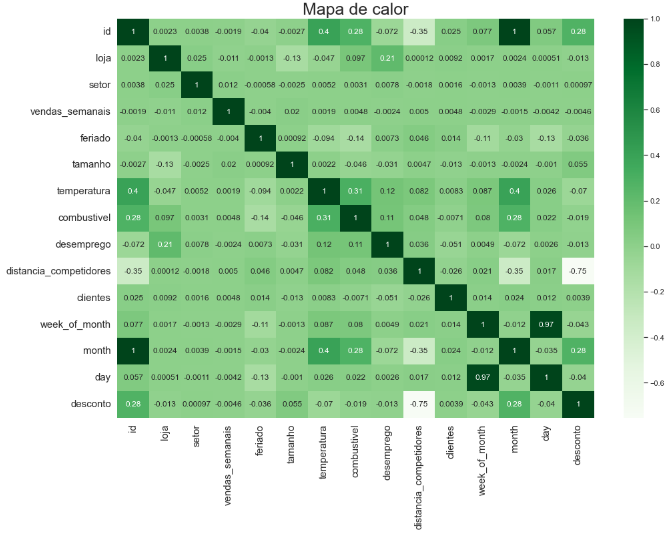 Mapa de calor
id 1 0.0023 0.0038 -0.0019 -0.04 -0.0027 0.4 0.28 -0.072 -0.35 0.025 0.077 1 0.057 0.28
loja 0.0023 1 0.025 -0.011 -0.0013 -0.13 -0.047 0.097 0.21 0.00012 0.0092 0.0017 0.0024 0.00051 -0.013
setor 0.0038 0.025 1 0.012 -0.00058 -0.0025 0.0052 0.0031 0.0078 -0.0018 0.0016 -0.0013 0.0039 -0.0011 0.00097
vendas_semanais -0.0019 -0.011 0.012 1 -0.004 0.02 0.0019 0.0048 -0.0024 0.005 0.0048 -0.0029 -0.0015 -0.0042 -0.0046
feriado -0.04 -0.0013 -0.00058 -0.004 1 0.00092 -0.094 -0.14 0.0073 0.046 0.014 -0.11 -0.03 -0.13 -0.036
tamanho -0.0027 -0.13 -0.0025 0.02 0.00092 1 0.0022 -0.046 -0.031 0.0047 -0.013 -0.0013 -0.0024 -0.001 0.055
temperatura 0.4 -0.047 0.0052 0.0019 -0.094 0.0022 1 0.31 0.12 0.082 0.0083 0.087 0.4 0.026 -0.07
combustivel 0.28 0.097 0.0031 0.0048 -0.14 -0.046 0.31 1 0.11 0.048 -0.0071 0.08 0.28 0.022 -0.019
desemprego -0.072 0.21 0.0078 -0.0024 0.0073 -0.031 0.12 0.11 1 0.036 -0.051 0.0049 -0.072 0.0026 -0.013
distancia_competidores -0.35 0.00012 -0.0018 0.005 0.046 0.0047 0.082 0.048 0.036 1 -0.026 0.021 -0.35 0.017 -0.75
clientes 0.025 0.0092 0.0016 0.0048 0.014 -0.013 0.0083 -0.0071 -0.051 -0.026 1 0.014 0.024 0.012 0.0039
week_of_month 0.077 0.0017 -0.0013 -0.0029 -0.11 -0.0013 0.087 0.08 0.0049 0.021 0.014 1 -0.012 0.97 -0.043
month 1 0.0024 0.0039 -0.0015 -0.03 -0.0024 0.4 0.28 -0.072 -0.35 0.024 -0.012 1 -0.035 0.28
day 0.057 0.00051 -0.0011 -0.0042 -0.13 -0.001 0.026 0.022 0.0026 0.017 0.012 0.97 -0.035 1 -0.04
desconto 0.28 -0.013 0.00097 -0.0046 -0.036 0.055 -0.07 -0.019 -0.013 -0.75 0.0039 -0.043 0.28 -0.04 1
id
loja
setor
vendas_semanais
feriado
tamanho
temperatura
combustivel
desemprego
distancia_competidores
clientes
week_of_month
month
day
desconto
1.0
0.8
0.6
0.4
0.2
0.0
-0.2
-0.4
-0.6